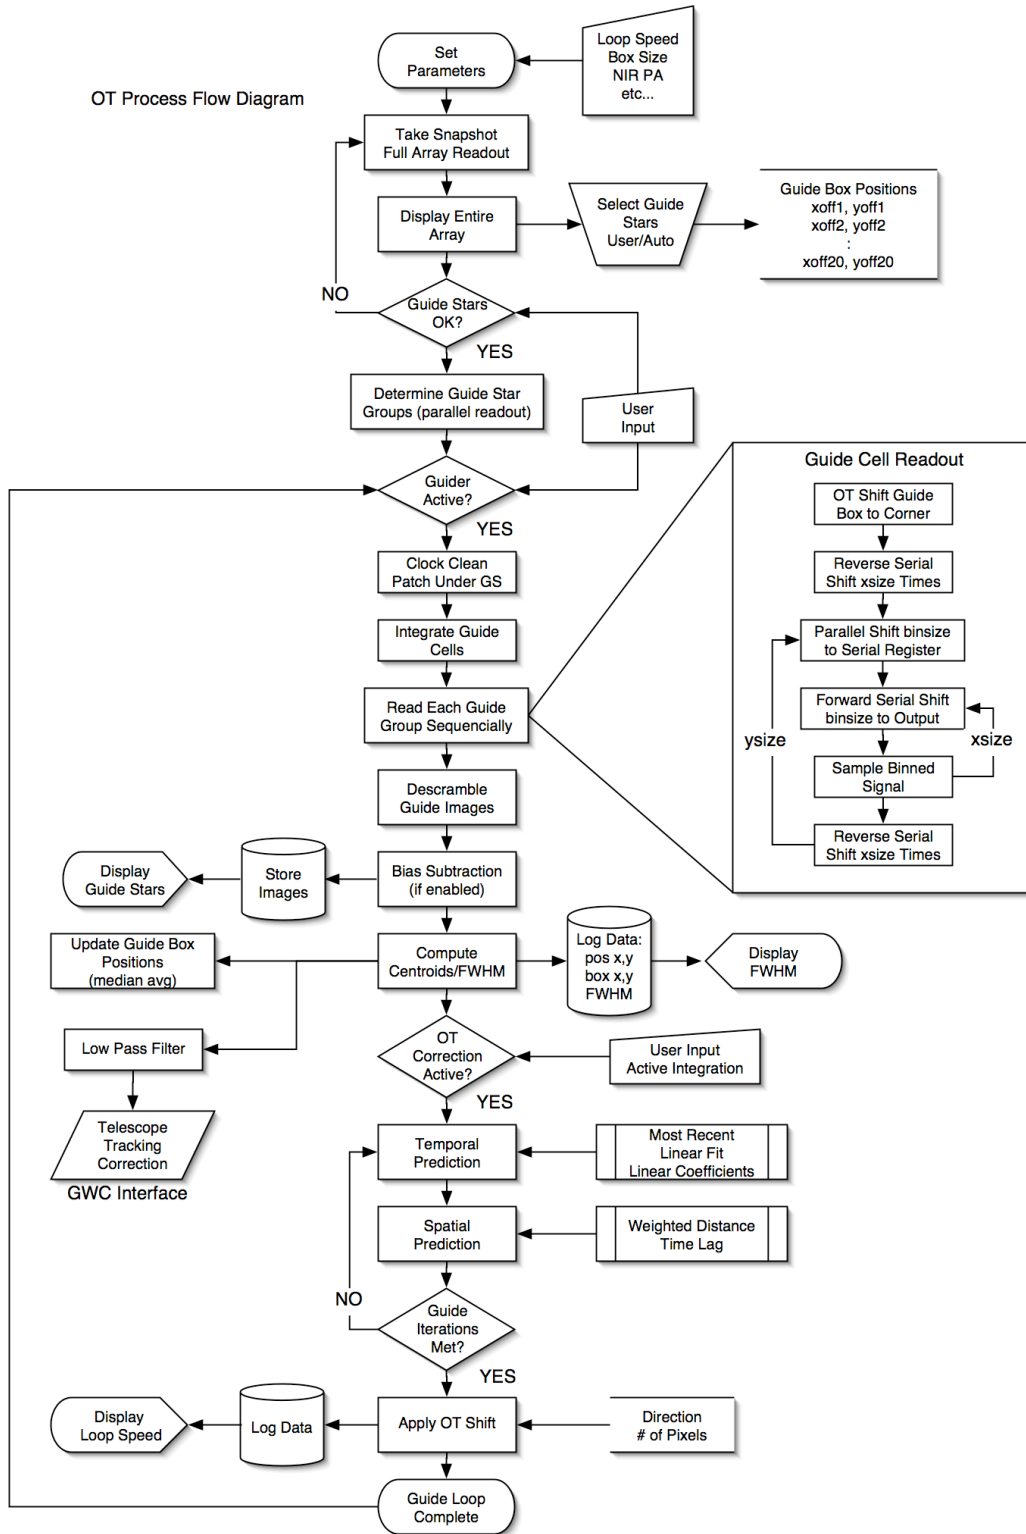 OT Process Flow Diagram
Set
Parameters
Loop Speed
Box Size
NIR PA
etc...
Take Snapshot
Full Array Readout
Display Entire
Array
Select Guide
Stars
User/Auto
Guide Box Positions
xoff1, yoff1
xoff2, yoff2
:
xoff20, yoff20
NO
Guide Stars
OK?
YES
Determine Guide Star
Groups (parallel readout)
User
Input
Guider
Active?
YES
Clock Clean
Patch Under GS
Integrate Guide
Cells
Read Each Guide
Group Sequencially
Guide Cell Readout
OT Shift Guide
Box to Corner
Reverse Serial
Shift xsize Times
Parallel Shift binsize
to Serial Register
Forward Serial Shift
binsize to Output
ysize
xsize
Sample Binned
Signal
Reverse Serial
Shift xsize Times
Descramble
Guide Images
Display
Guide Stars
Store
Images
Bias Subtraction
(if enabled)
Update Guide Box
Positions
(median avg)
Compute
Centroids/FWHM
Log Data:
pos x,y
box x,y
FWHM
Display
FWHM
Low Pass Filter
OT
Correction
Active?
User Input
Active Integration
YES
Telescope
Tracking
Correction
GWC Interface
Temporal
Prediction
Most Recent
Linear Fit
Linear Coefficients
Spatial
Prediction
Weighted Distance
Time Lag
NO
Guide
Iterations
Met?
YES
Display
Loop Speed
Log Data
Apply OT Shift
Direction
# of Pixels
Guide Loop
Complete